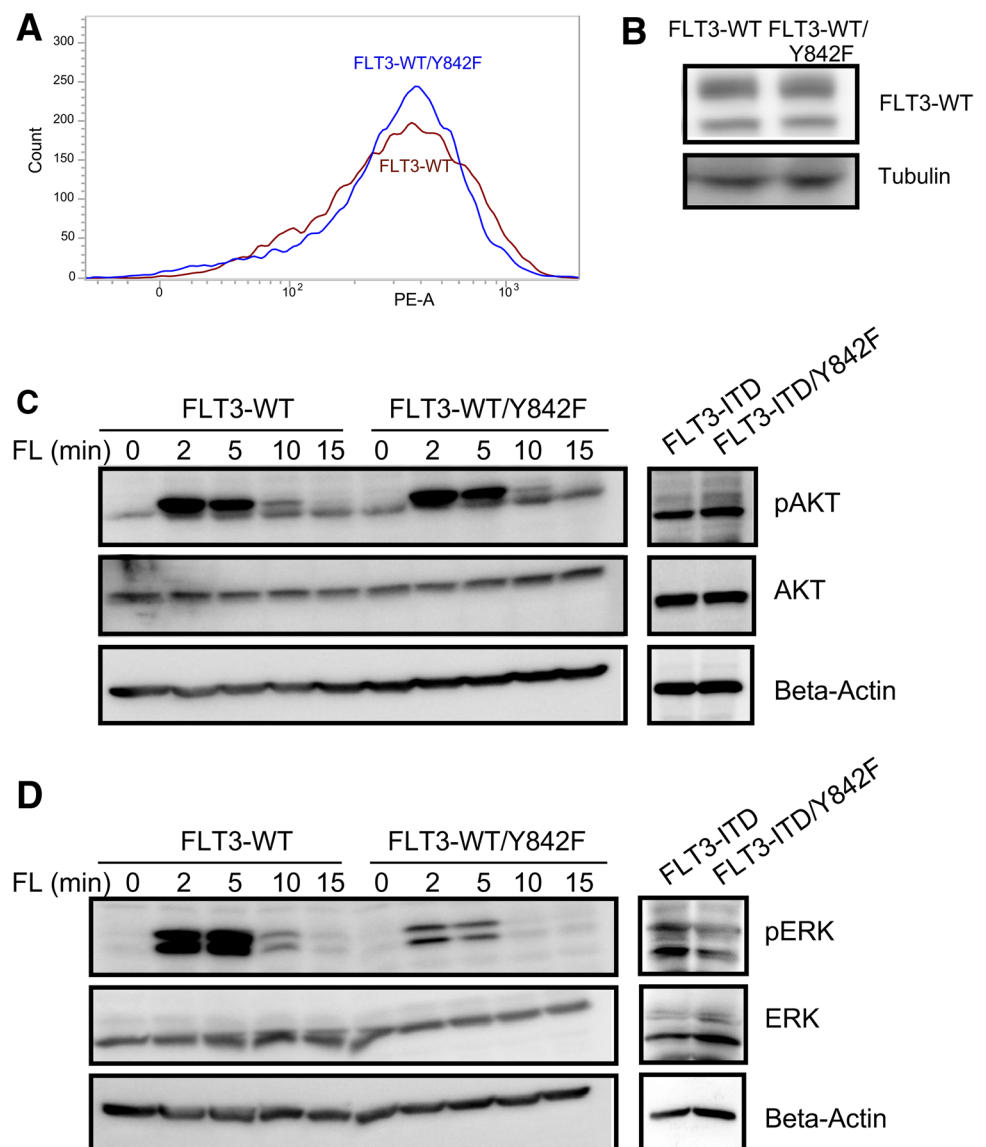 A
FLT3-WT/Y842F
FLT3-WT
Count
300
250
200
150
100
50
0
0 10² 10³
PE-A
B
FLT3-WT FLT3-WT/
Y842F
FLT3-WT
Tubulin
C
FLT3-WT FLT3-WT/Y842F
FLT3-ITD
FLT3-ITD/Y842F
FL (min) 0 2 5 10 15 0 2 5 10 15
pAKT
AKT
Beta-Actin
D
FLT3-WT FLT3-WT/Y842F
FLT3-ITD
FLT3-ITD/Y842F
FL (min) 0 2 5 10 15 0 2 5 10 15
pERK
ERK
Beta-Actin